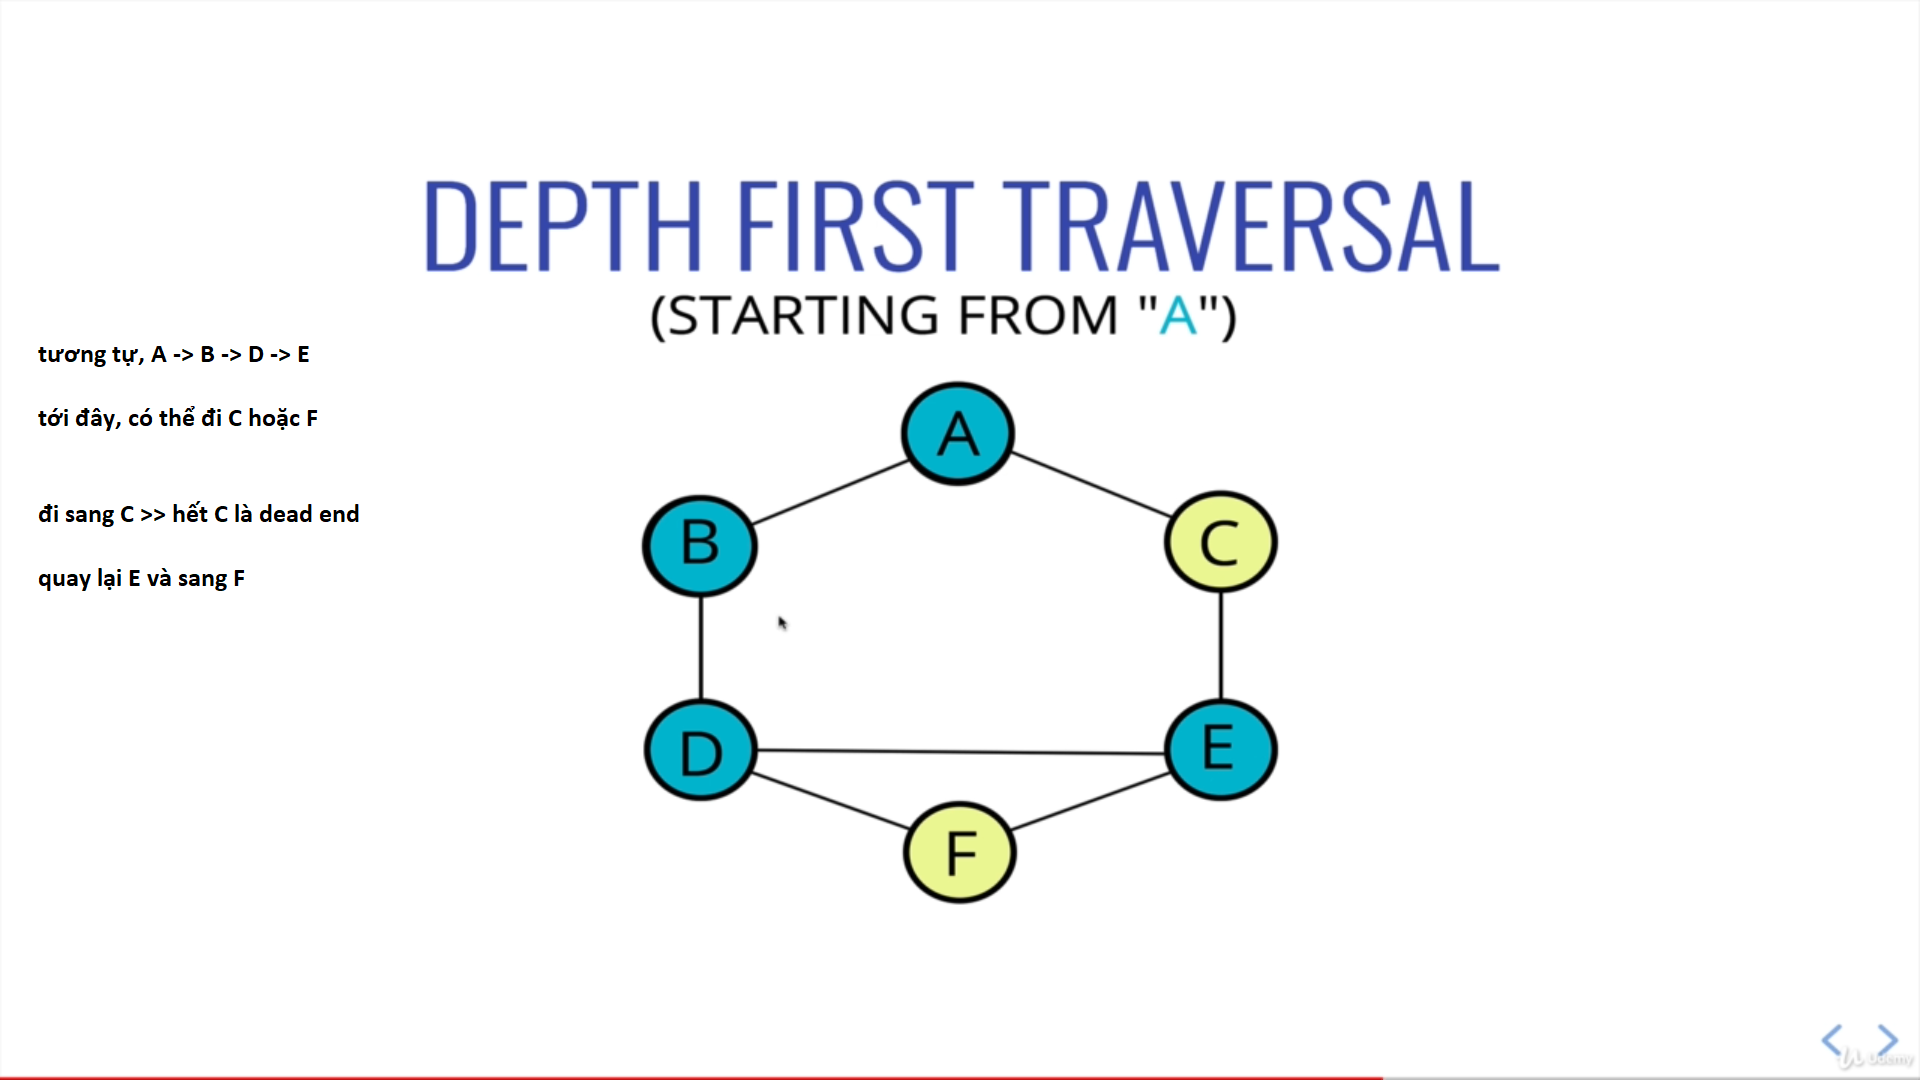 DEPTH FIRST TRAVERSAL
(STARTING FROM "A")
tương tự, A -> B -> D -> E
tới đây, có thể đi C hoặc F
đi sang C >> hết C là dead end
quay lại E và sang F
A
B
C
D
E
F
Udemy